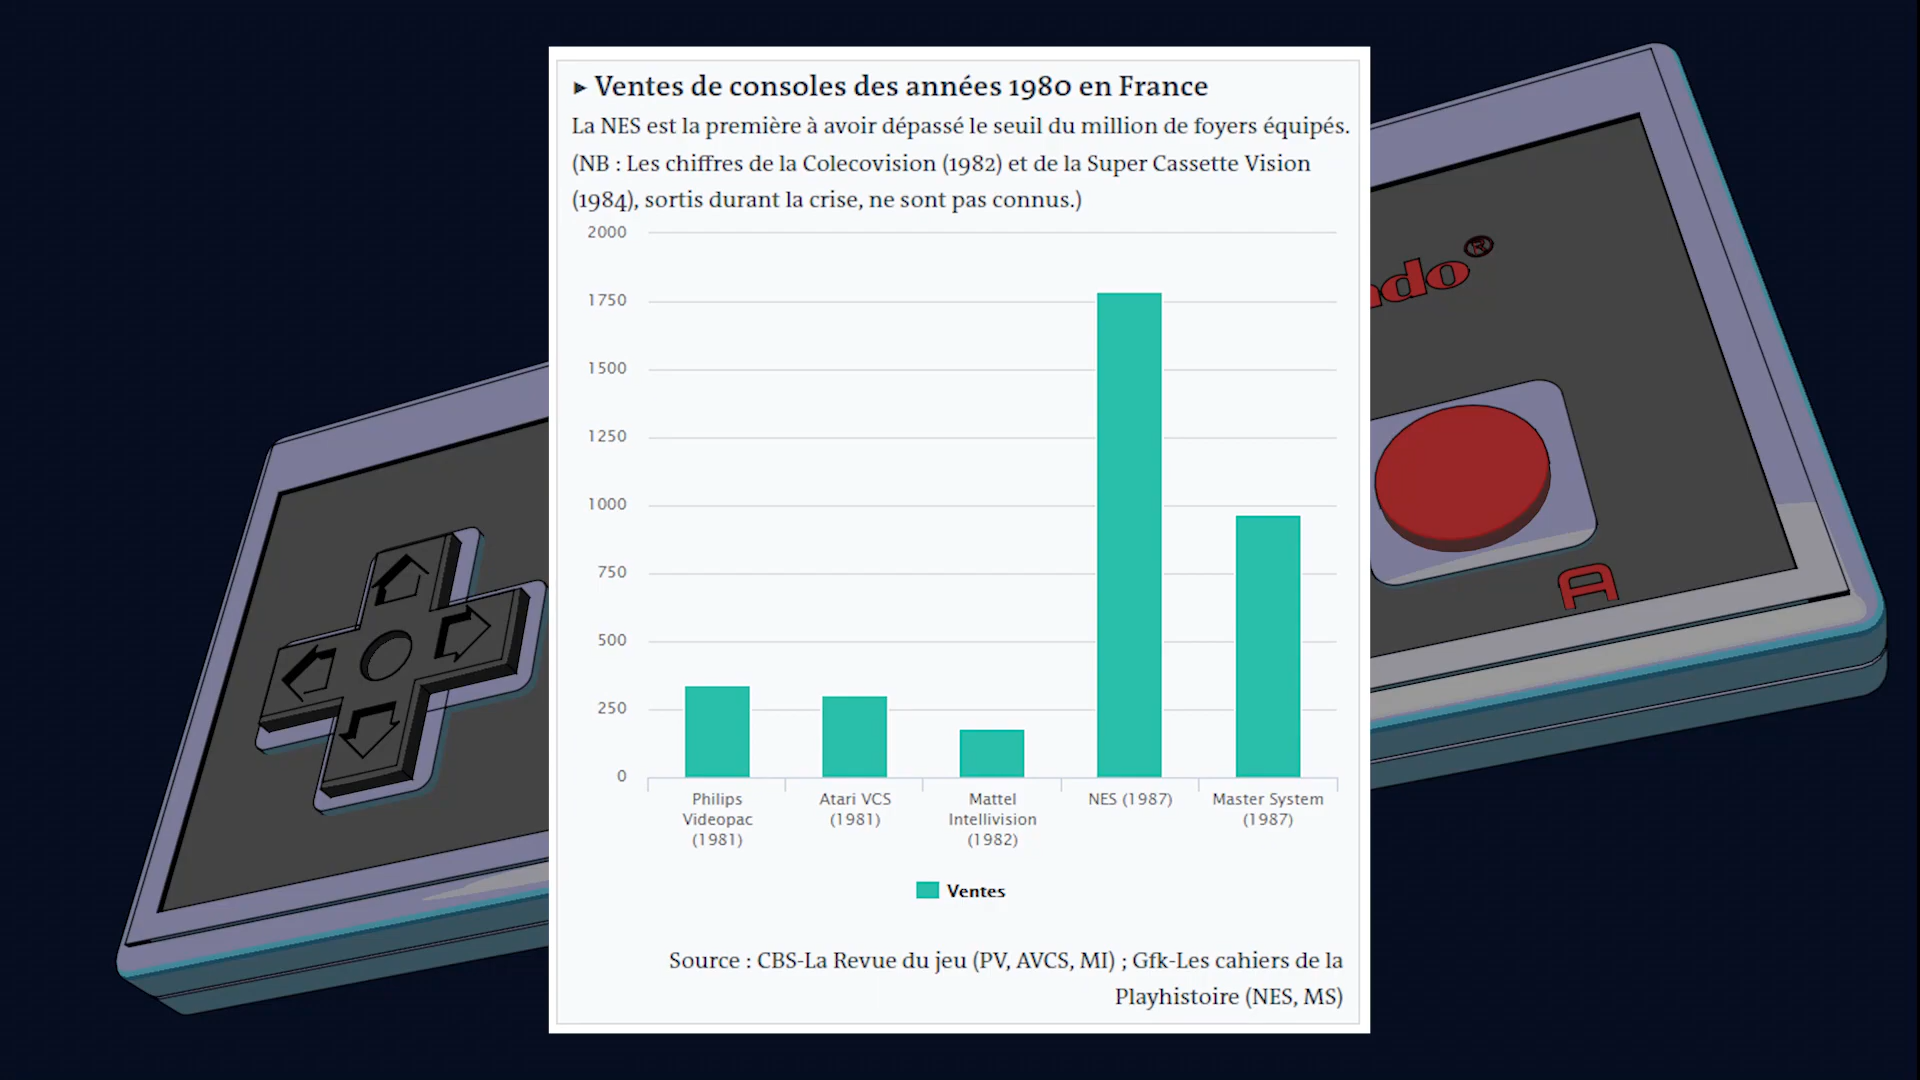 ► Ventes de consoles des années 1980 en France
La NES est la première à avoir dépassé le seuil du million de foyers équipés.
(NB : Les chiffres de la Colecovision (1982) et de la Super Cassette Vision
(1984), sortis durant la crise, ne sont pas connus.)
2000
1750
1500
1250
1000
750
500
250
0
Philips
Videopac
(1981)
Atari VCS
(1981)
Mattel
Intellivision
(1982)
NES (1987)
Master System
(1987)
Ventes
Source : CBS-La Revue du jeu (PV, AVCS, MI) ; Gfk-Les cahiers de la
Playhistoire (NES, MS)
ndo®
A